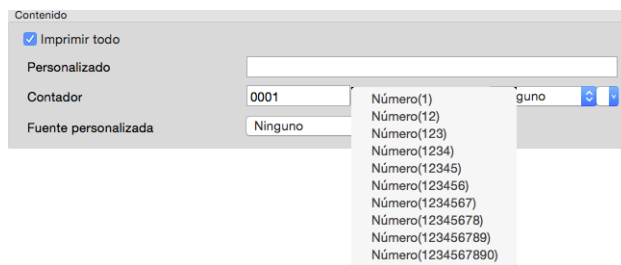 Contenido
Imprimir todo
Personalizado
Contador 0001 guno
Fuente personalizada Ninguno
Número(1)
Número(12)
Número(123)
Número(1234)
Número(12345)
Número(123456)
Número(1234567)
Número(12345678)
Número(123456789)
Número(1234567890)